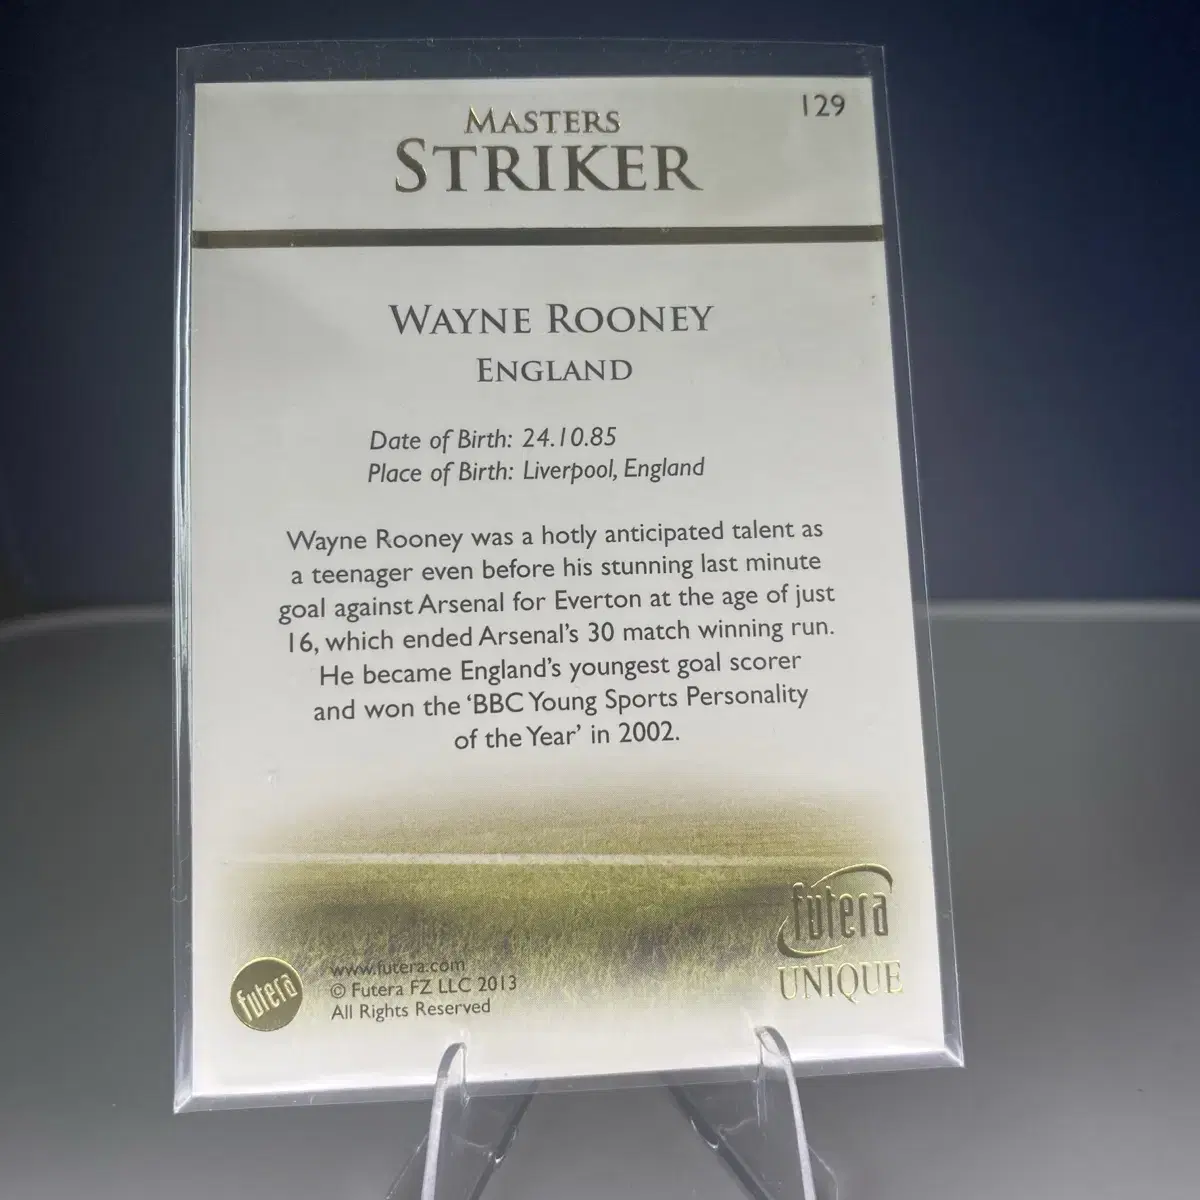 129
MASTERS
STRIKER
WAYNE ROONEY
ENGLAND
Date of Birth: 24.10.85
Place of Birth: Liverpool, England
Wayne Rooney was a hotly anticipated talent as
a teenager even before his stunning last minute
goal against Arsenal for Everton at the age of just
16, which ended Arsenal's 30 match winning run.
He became England's youngest goal scorer
and won the 'BBC Young Sports Personality
of the Year' in 2002.
futera
UNIQUE
futera
www.futera.com
© Futera FZ LLC 2013
All Rights Reserved